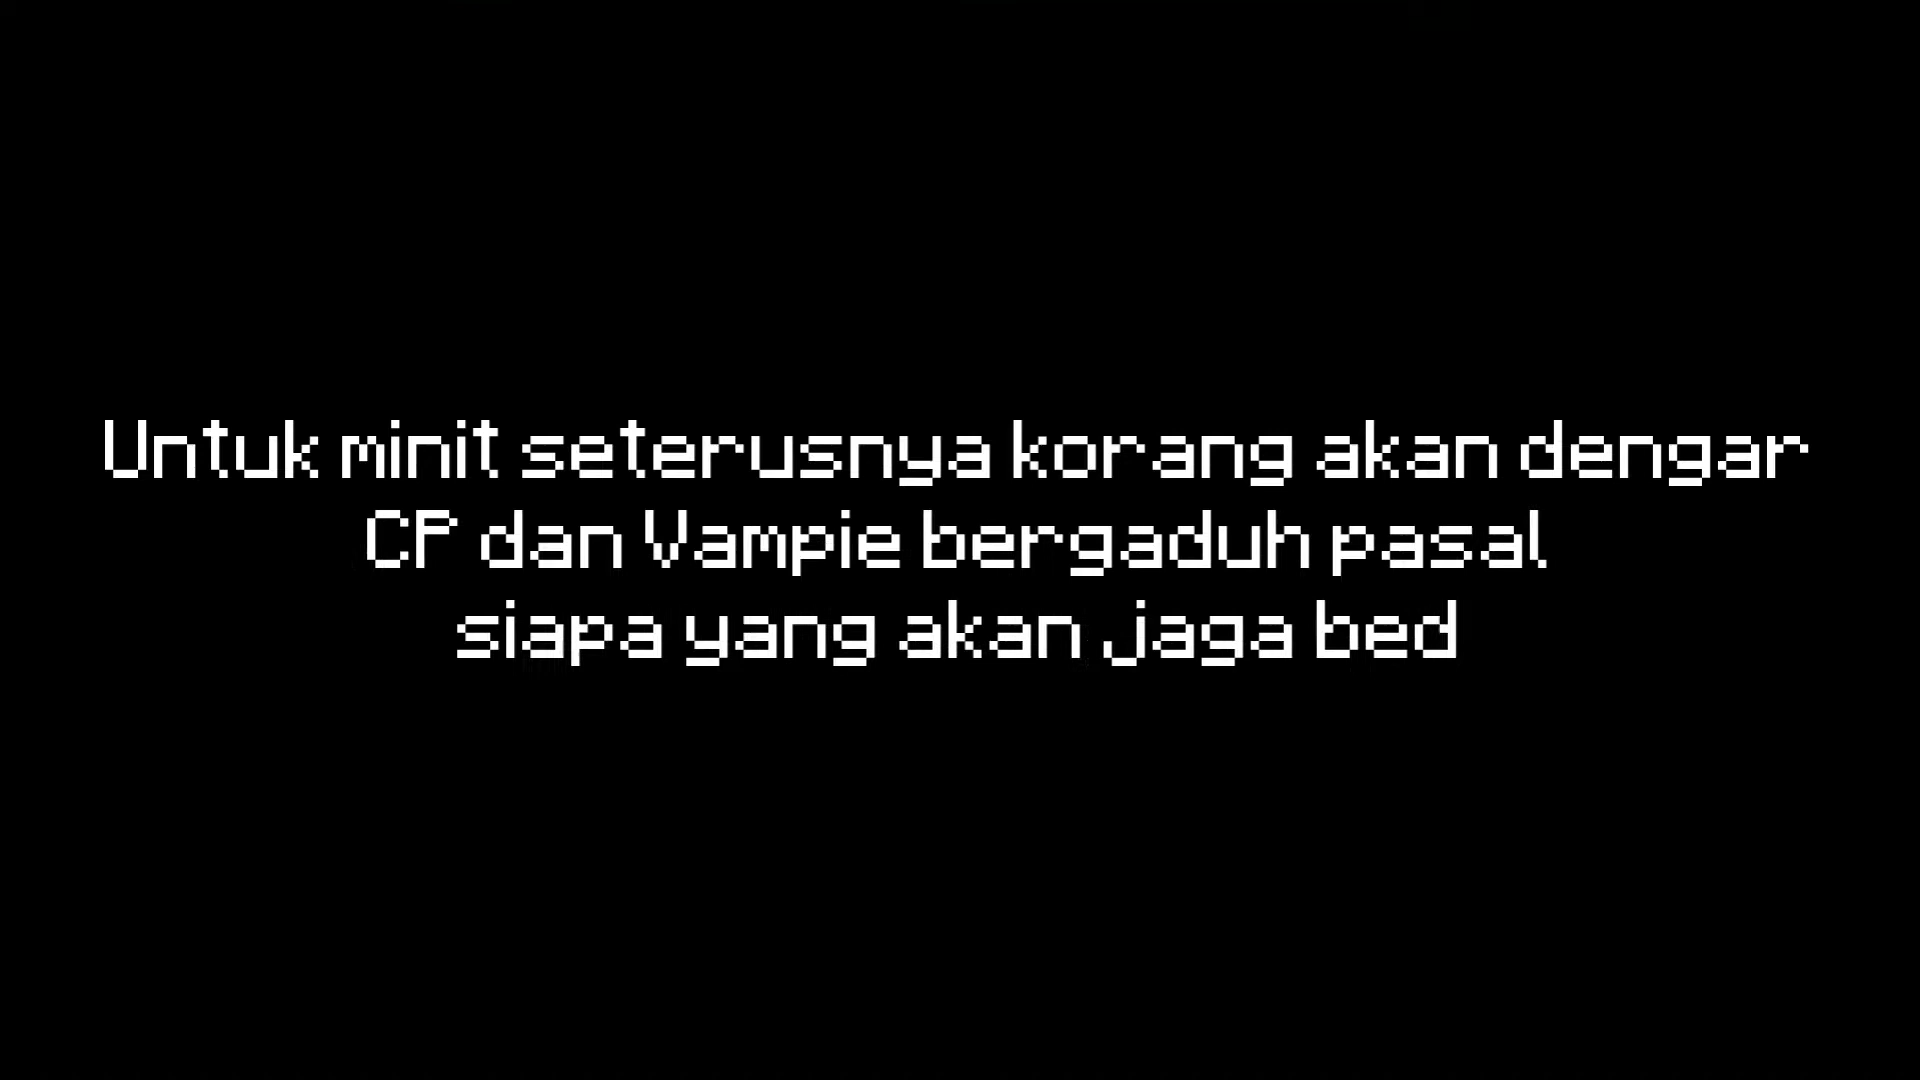 Untuk minit seterusnya korang akan dengar
CP dan Vampie bergaduh pasal
siapa yang akan jaga bed